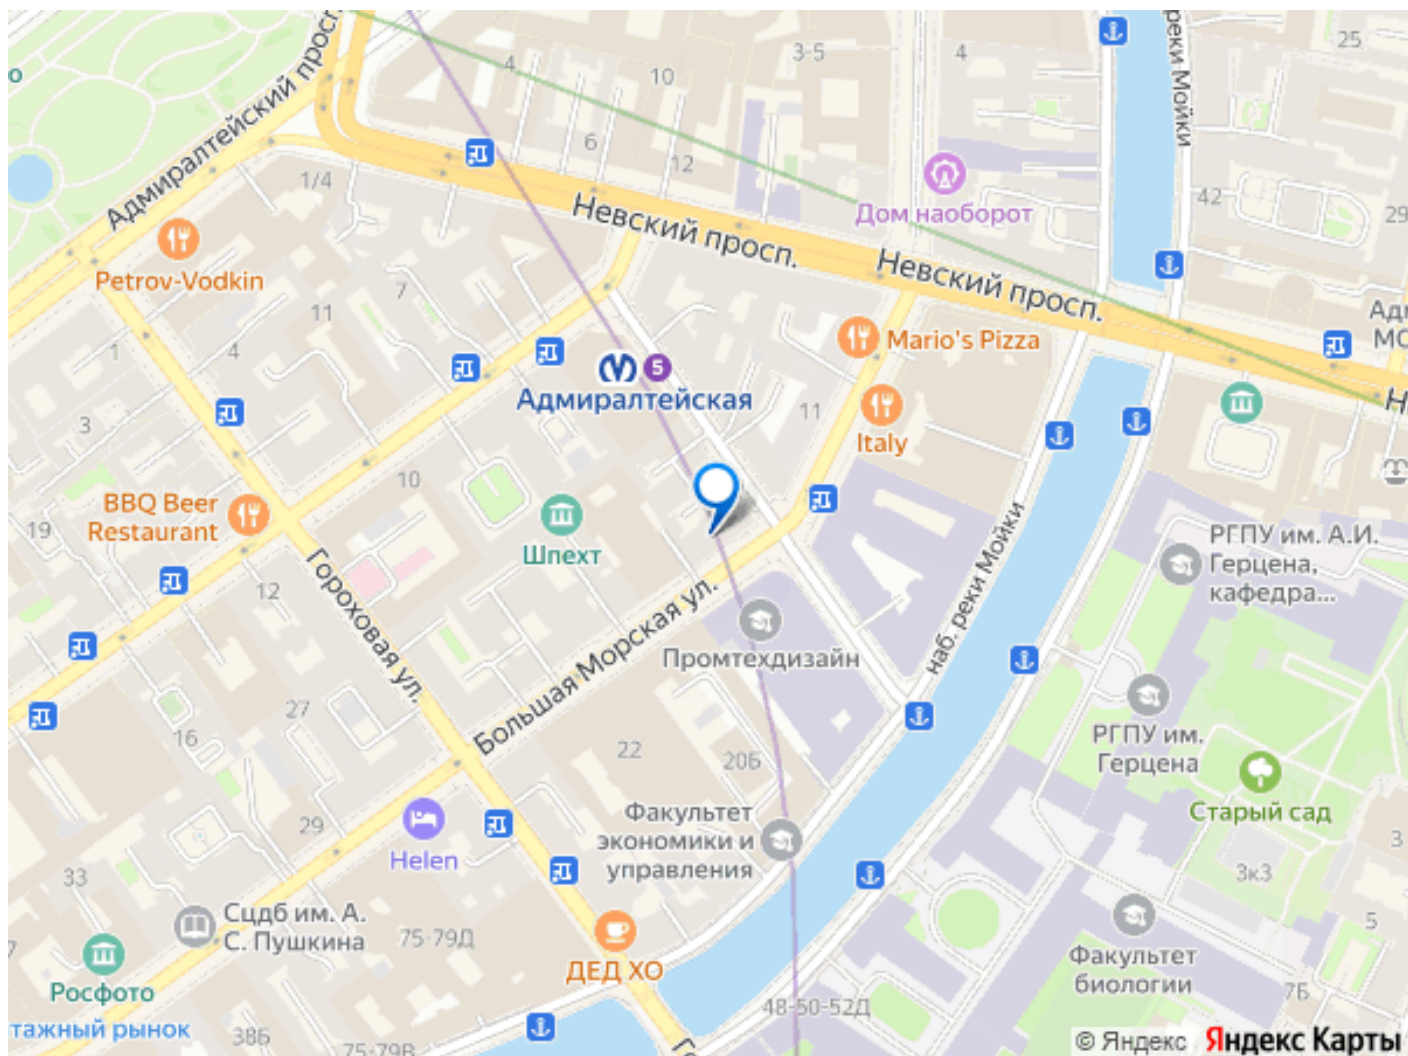 4
10
3-5
4
25
реки Мойки
Адмиралтейский просп.
6
12
1/4
42
29
Дом наоборот
Невский просп.
Невский просп.
Petrov-Vodkin
7
11
4
1
3
Mario's Pizza
5
Адмиралтейская
11
Italy
10
BBQ Beer
Restaurant
19
Шпехт
12
Гороховая ул.
Большая Морская ул.
наб. реки Мойки
РГПУ им. А.И.
Герцена,
кафедра...
Промтехдизайн
27
16
22
20Б
РГПУ им.
Герцена
Старый сад
29
Helen
Факультет
экономики и
управления
33
3
3к3
Сцдб им. А.
С. Пушкина
75-79Д
5
ДЕД ХО
Росфото
Факультет
биологии
7Б
48-50-52Д
тажный рынок
38Б
75-79В
© Яндекс Яндекс Карты